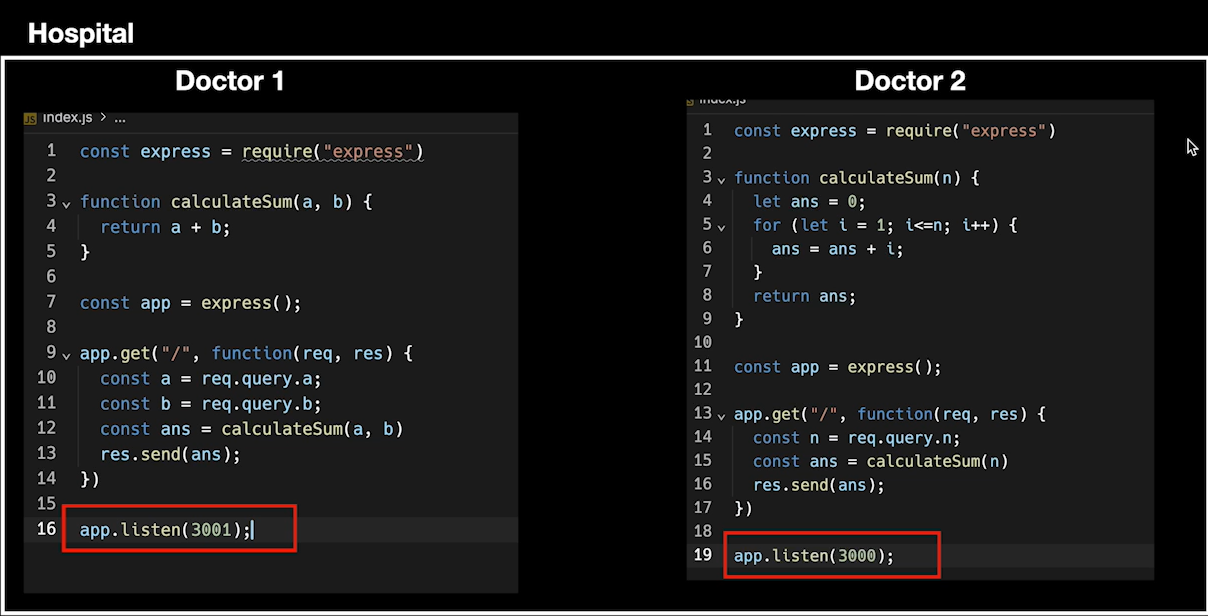 Hospital
Doctor 1
JS index.js > ...
1 const express = require("express")
2
3 function calculateSum(a, b) {
4 return a + b;
5 }
6
7 const app = express();
8
9 app.get("/", function(req, res) {
10 const a = req.query.a;
11 const b = req.query.b;
12 const ans = calculateSum(a, b)
13 res.send(ans);
14 })
15
16 app.listen(3001);
Doctor 2
index.js
1 const express = require("express")
2
3 function calculateSum(n) {
4 let ans = 0;
5 for (let i = 1; i<=n; i++) {
6 ans = ans + i;
7 }
8 return ans;
9 }
10
11 const app = express();
12
13 app.get("/", function(req, res) {
14 const n = req.query.n;
15 const ans = calculateSum(n)
16 res.send(ans);
17 })
18
19 app.listen(3000);